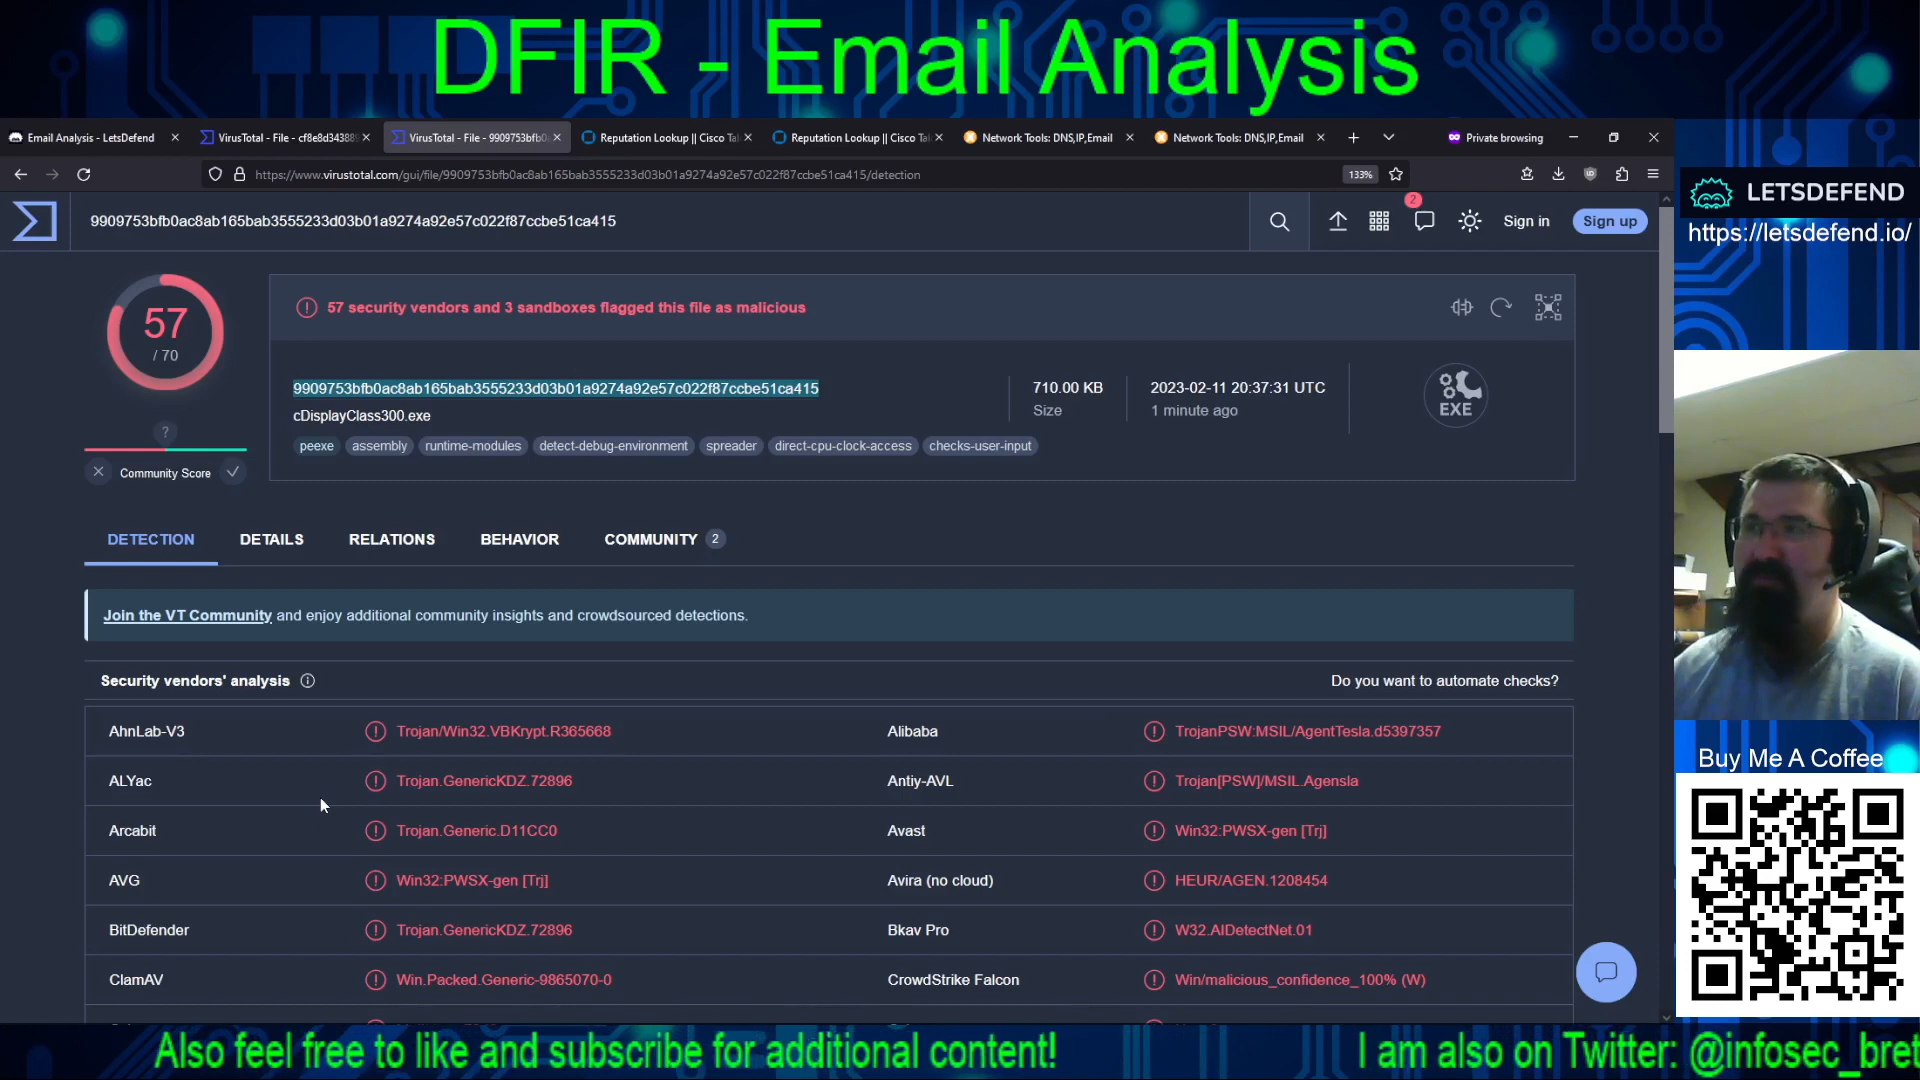 DFIR - Email Analysis
Email Analysis - LetsDefend
VirusTotal - File - cf8e8d34388
VirusTotal - File - 9909753bfb0
Reputation Lookup || Cisco Tal
Reputation Lookup || Cisco Tal
Network Tools: DNS,IP,Email
Network Tools: DNS,IP,Email
Private browsing
https://www.virustotal.com/gui/file/9909753bfb0ac8ab165bab3555233d03b01a9274a92e57c022f87ccbe51ca415/detection
133%
LETSDEFEND
https://letsdefend.io/
9909753bfb0ac8ab165bab3555233d03b01a9274a92e57c022f87ccbe51ca415
2
Sign in
Sign up
57
/ 70
57 security vendors and 3 sandboxes flagged this file as malicious
9909753bfb0ac8ab165bab3555233d03b01a9274a92e57c022f87ccbe51ca415
cDisplayClass300.exe
710.00 KB
Size
2023-02-11 20:37:31 UTC
1 minute ago
EXE
peexe
assembly
runtime-modules
detect-debug-environment
spreader
direct-cpu-clock-access
checks-user-input
?
Community Score
DETECTION
DETAILS
RELATIONS
BEHAVIOR
COMMUNITY
2
Join the VT Community and enjoy additional community insights and crowdsourced detections.
Security vendors' analysis
Do you want to automate checks?
AhnLab-V3
Trojan/Win32.VBKrypt.R365668
Alibaba
TrojanPSW:MSIL/AgentTesla.d5397357
ALYac
Trojan.GenericKDZ.72896
Antiy-AVL
Trojan[PSW]/MSIL.Agensla
Arcabit
Trojan.Generic.D11CC0
Avast
Win32:PWSX-gen [Trj]
AVG
Win32:PWSX-gen [Trj]
Avira (no cloud)
HEUR/AGEN.1208454
BitDefender
Trojan.GenericKDZ.72896
Bkav Pro
W32.AIDetectNet.01
ClamAV
Win.Packed.Generic-9865070-0
CrowdStrike Falcon
Win/malicious_confidence_100% (W)
Buy Me A Coffee
Also feel free to like and subscribe for additional content!
I am also on Twitter: @infosec_bret